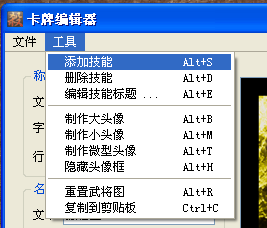 卡牌编辑器
文件 工具
添加技能 Alt+S
删除技能 Alt+D
编辑技能标题 ... Alt+E
制作大头像 Alt+B
制作小头像 Alt+M
制作微型头像 Alt+T
隐藏头像框 Alt+H
重置武将图 Alt+R
复制到剪贴板 Ctrl+C
称
文
字
行
名
文